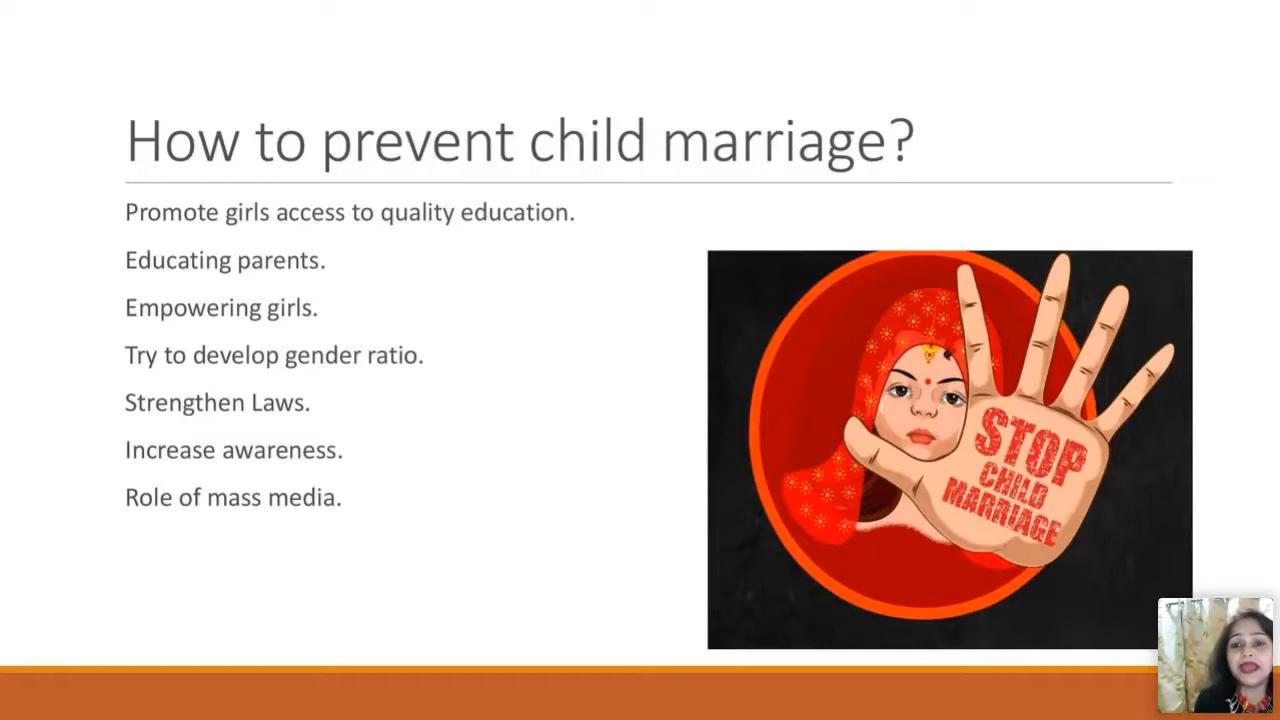 How to prevent child marriage?
Promote girls access to quality education.
Educating parents.
Empowering girls.
Try to develop gender ratio.
Strengthen Laws.
Increase awareness.
Role of mass media.
STOP
CHILD
MARRIAGE